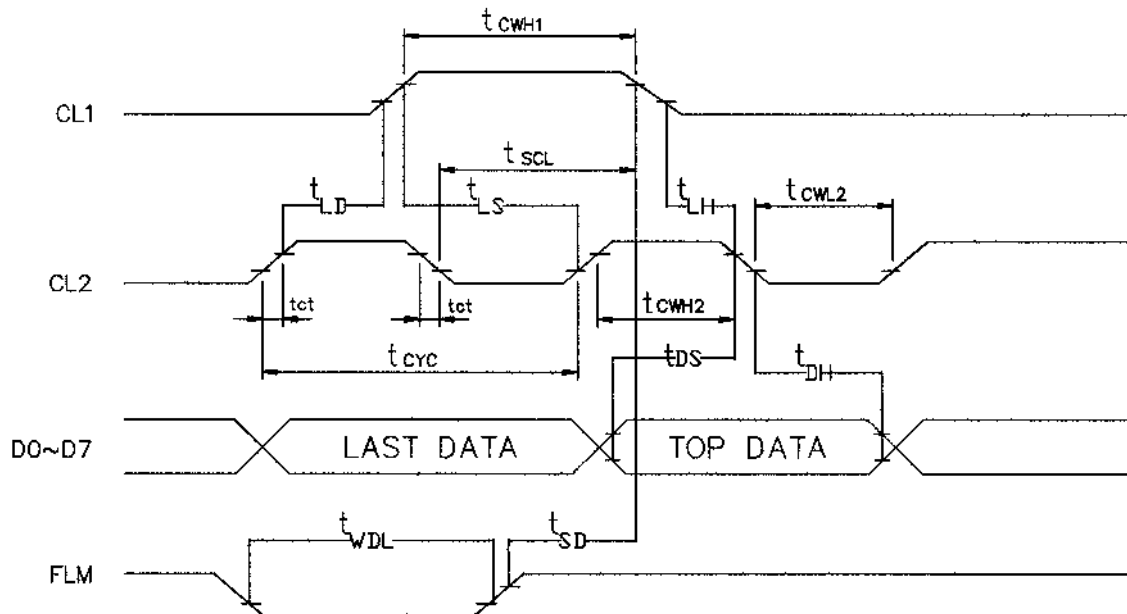 tCWH1
CL1
tSCL
tLD tLS tLH tCWL2
CL2
tct tct tCWH2
tCYC tDS tDH
D0~D7 LAST DATA TOP DATA
tWDL tSD
FLM